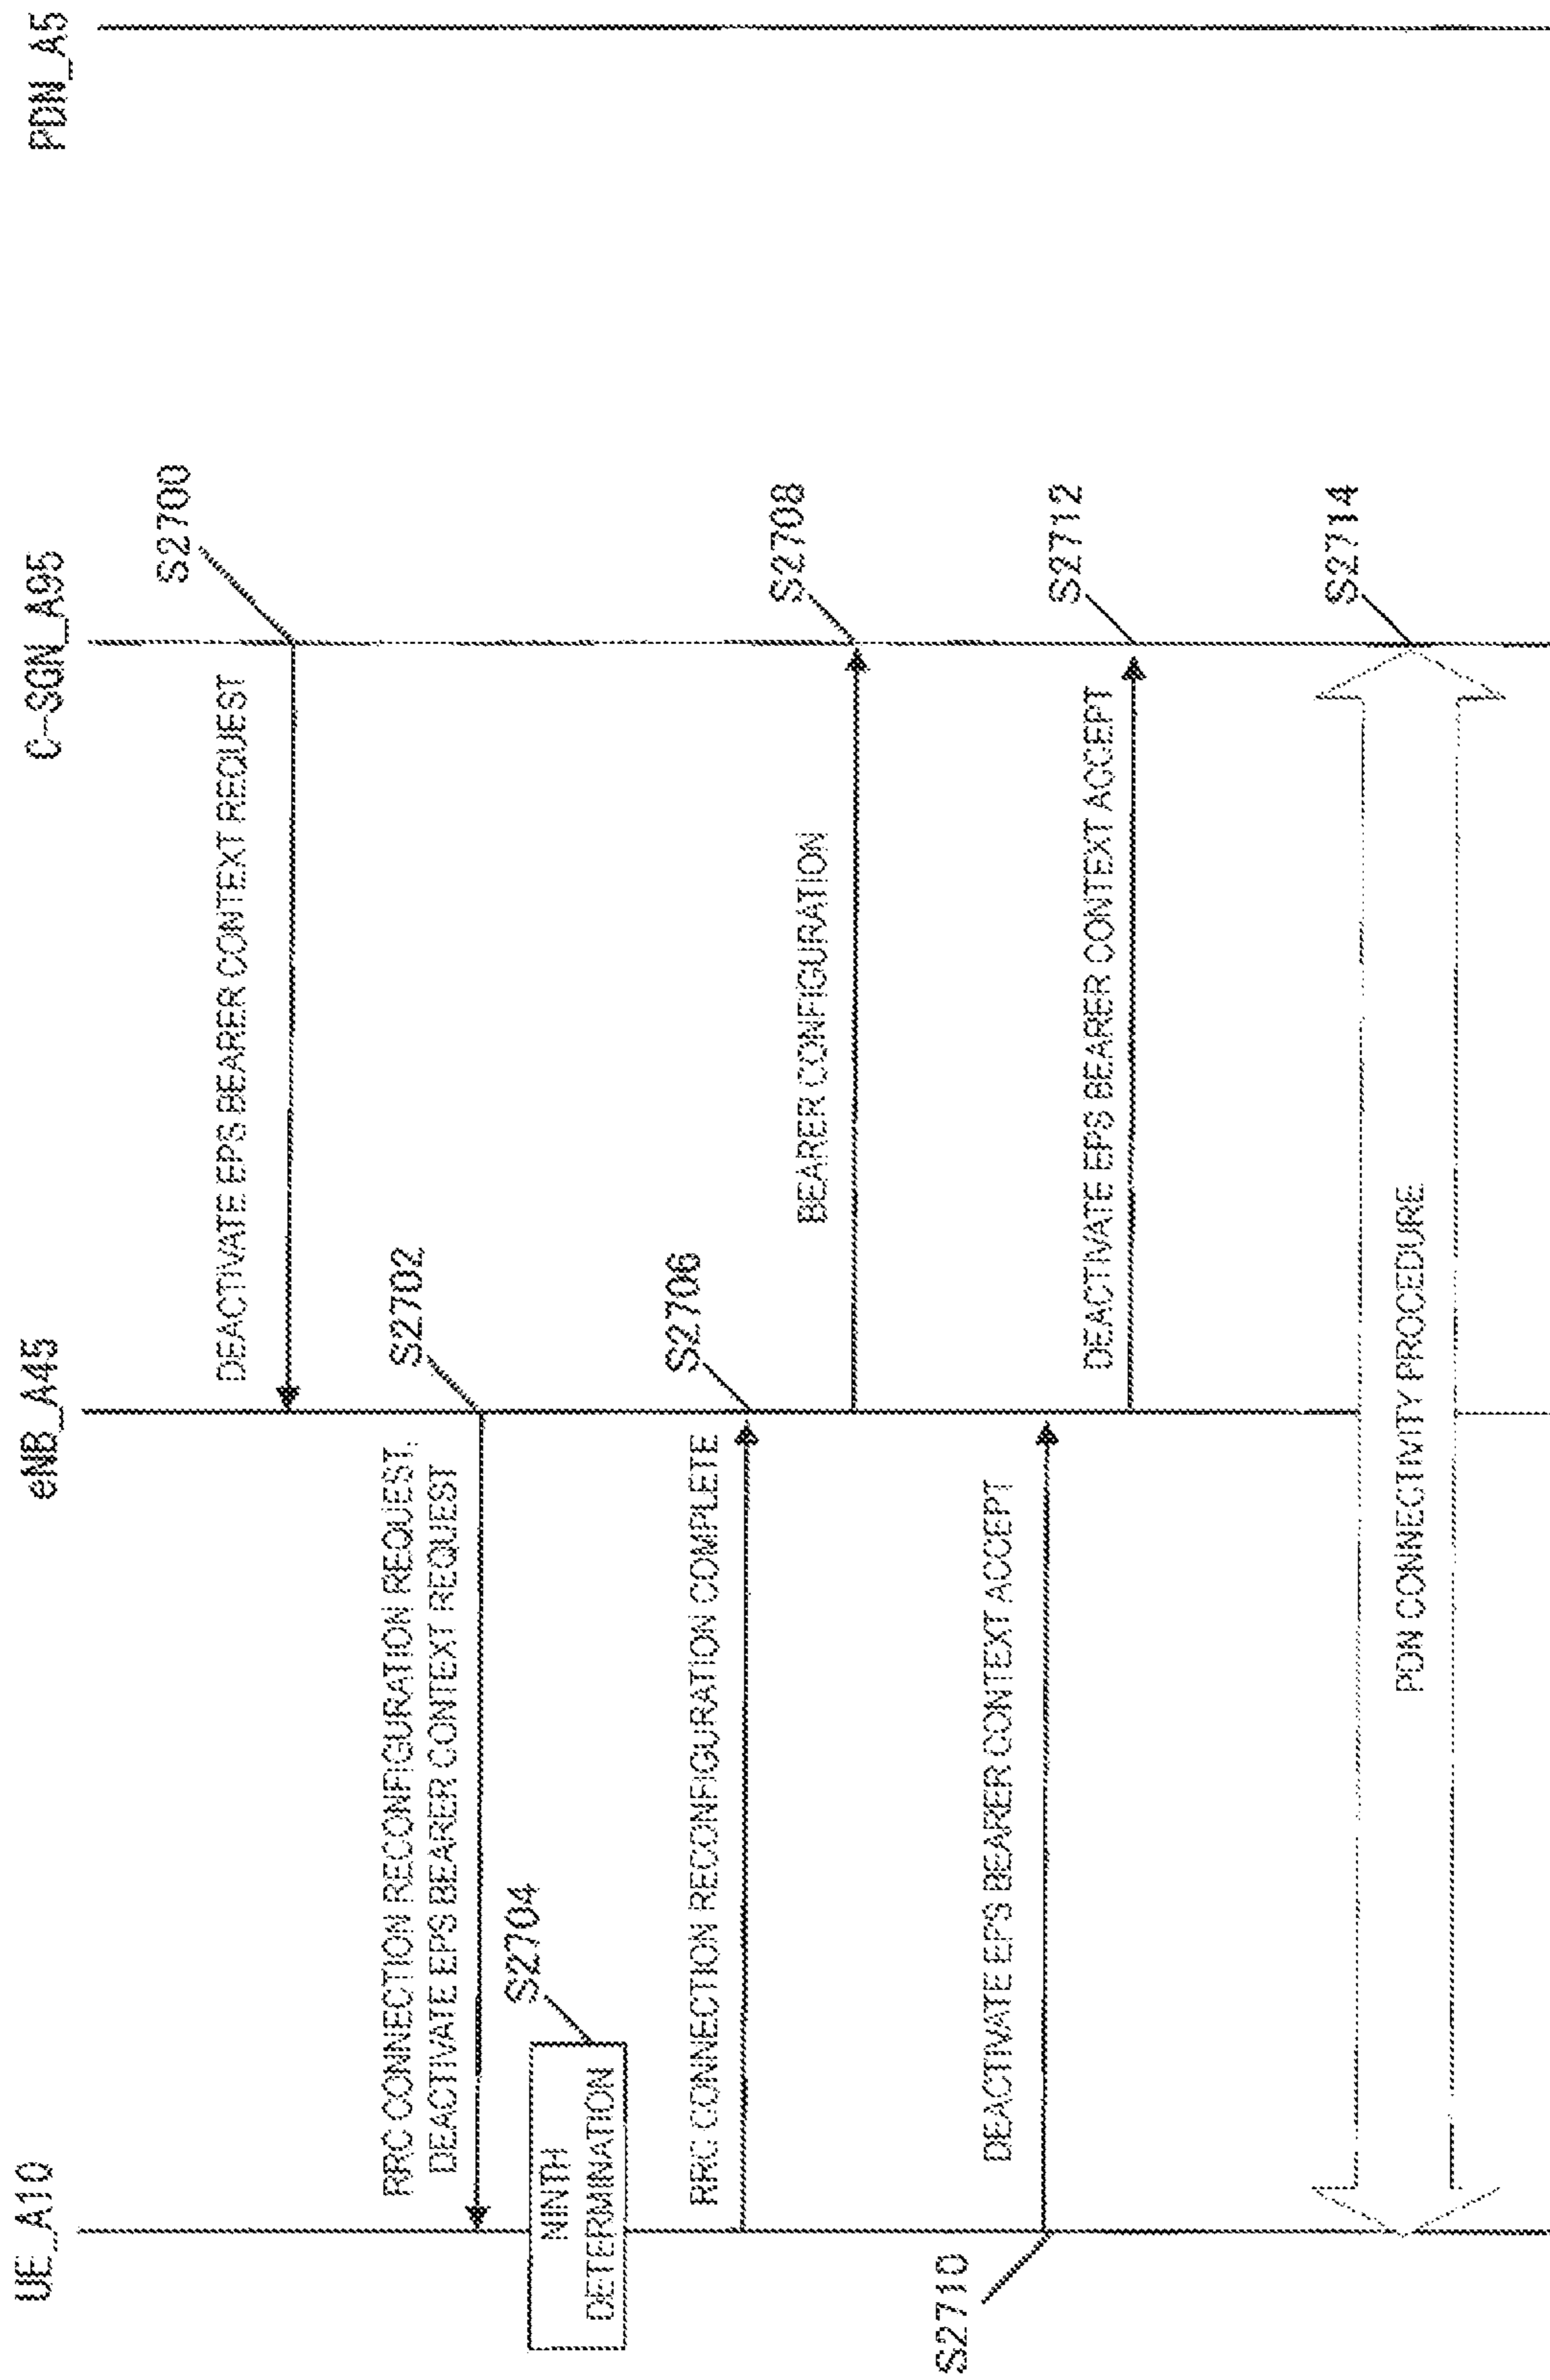 UE_A10
eNB_A45
C-SGN_A95
PDN_A5
S2700
DEACTIVATE EPS BEARER CONTEXT REQUEST
S2702
RRC CONNECTION RECONFIGURATION REQUEST,
DEACTIVATE EPS BEARER CONTEXT REQUEST
S2704
NINTH
DETERMINATION
S2706
RRC CONNECTION RECONFIGURATION COMPLETE
S2708
BEARER CONFIGURATION
S2710
DEACTIVATE EPS BEARER CONTEXT ACCEPT
S2712
DEACTIVATE EPS BEARER CONTEXT ACCEPT
S2714
PDN CONNECTIVITY PROCEDURE